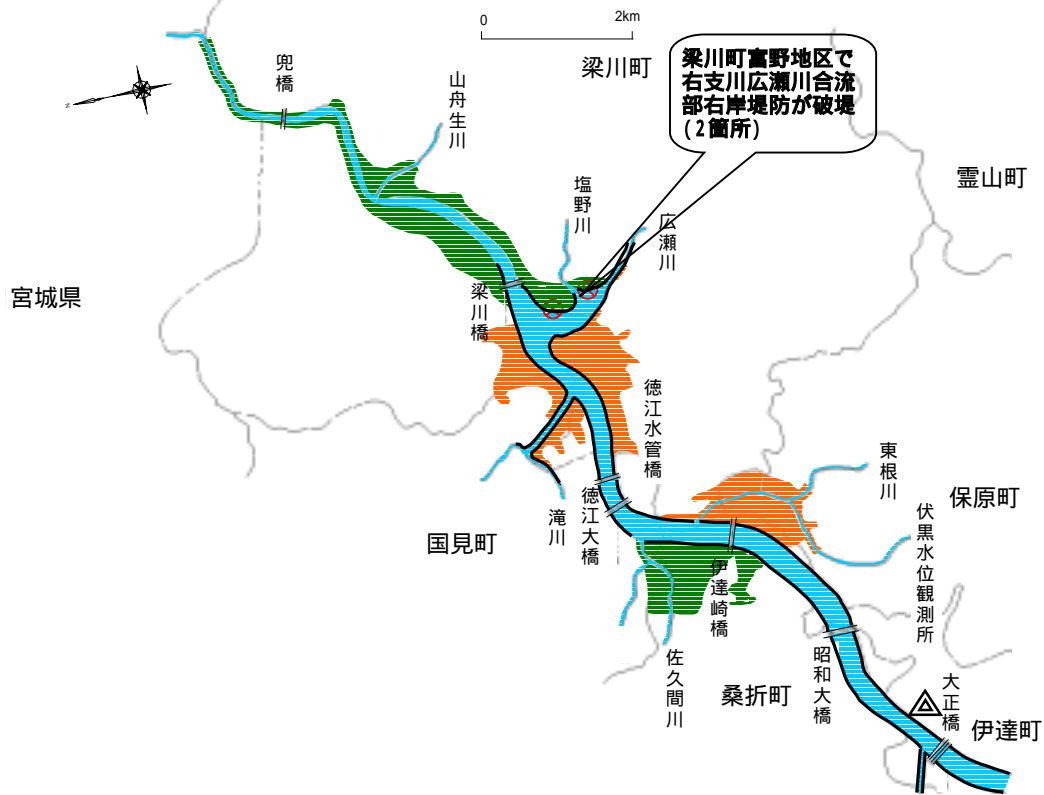 0
2km
梁川町富野地区で
右支川広瀬川合流
部右岸堤防が破堤
(2箇所)
梁川町
兜橋
山舟生川
N
霊山町
塩野川
広瀬川
宮城県
梁川橋
徳江水管橋
東根川
保原町
徳江大橋
滝川
伏黒水位観測所
国見町
伊達崎橋
佐久間川
昭和大橋
大正橋
桑折町
伊達町